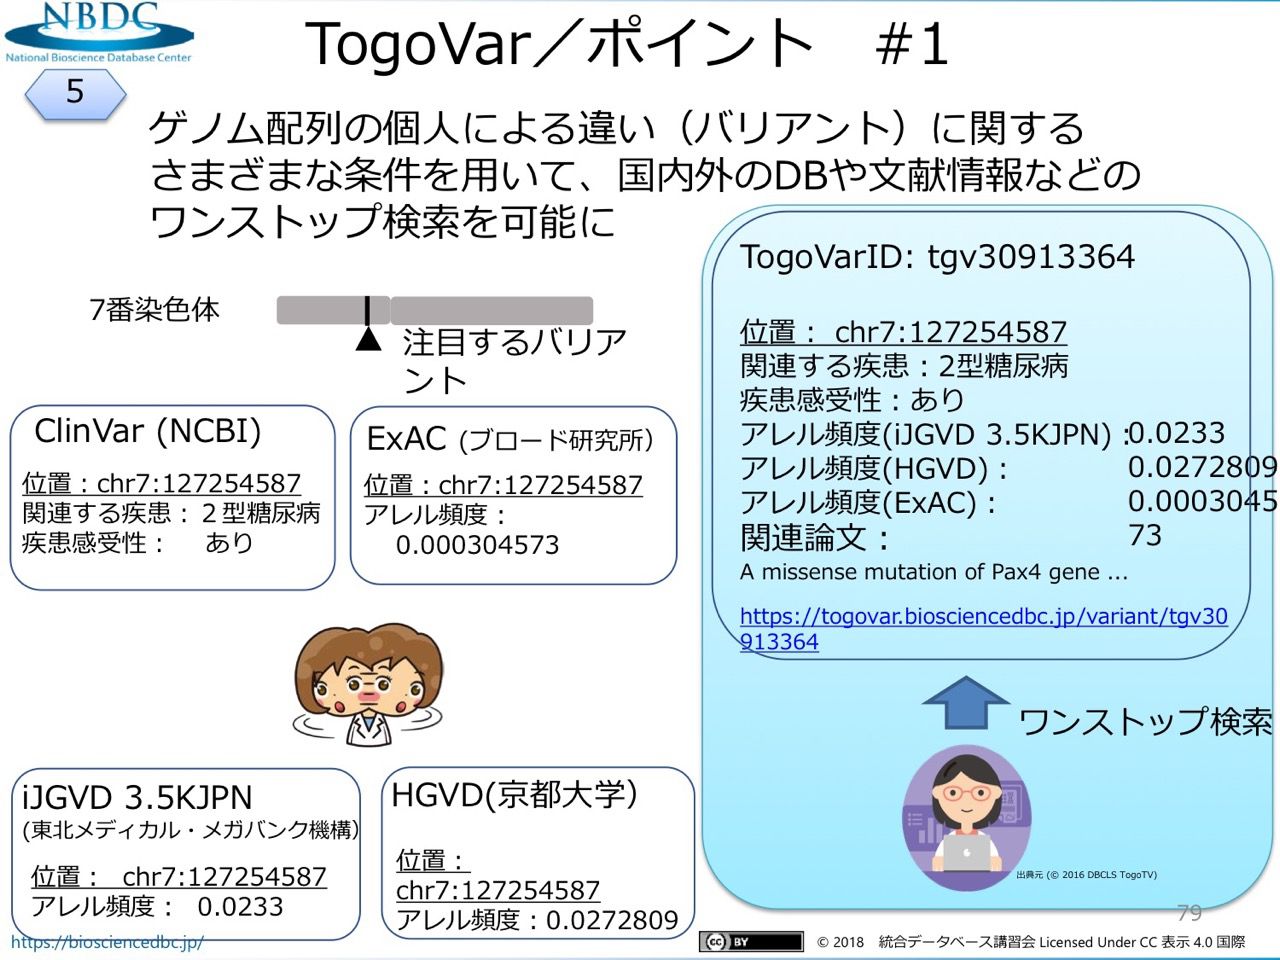 NBDC
National Bioscience Database Center
TogoVar／ポイント　#1
5
ゲノム配列の個人による違い（バリアント）に関する
さまざまな条件を用いて、国内外のDBや文献情報などの
ワンストップ検索を可能に
7番染色体
注目するバリア
ント
ClinVar (NCBI)
位置：chr7:127254587
関連する疾患：２型糖尿病
疾患感受性：　あり
ExAC (ブロード研究所）
位置：chr7:127254587
アレル頻度：
0.000304573
iJGVD 3.5KJPN
(東北メディカル・メガバンク機構)
位置： chr7:127254587
アレル頻度： 0.0233
HGVD(京都大学）
位置：
chr7:127254587
アレル頻度：0.0272809
TogoVarID: tgv30913364
位置： chr7:127254587
関連する疾患：2型糖尿病
疾患感受性：あり
アレル頻度(iJGVD 3.5KJPN)：0.0233
アレル頻度(HGVD)： 0.0272809
アレル頻度(ExAC)： 0.0003045
関連論文： 73
A missense mutation of Pax4 gene ...
https://togovar.biosciencedbc.jp/variant/tgv30
913364
ワンストップ検索
出典元 (© 2016 DBCLS TogoTV)
79
https://biosciencedbc.jp/
cc BY
© 2018　統合データベース講習会 Licensed Under CC 表示 4.0 国際